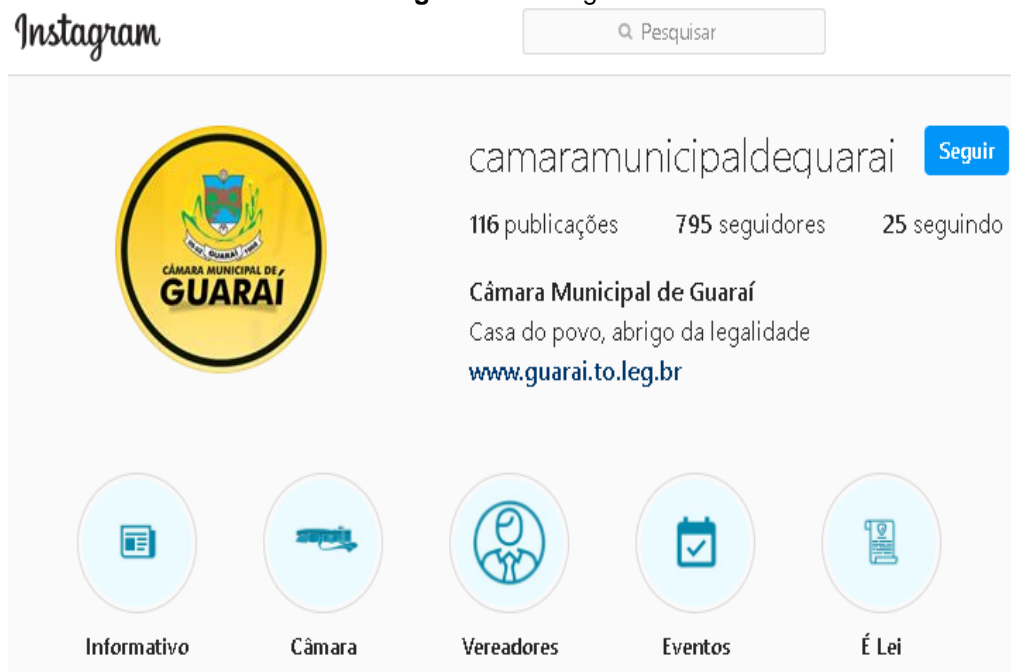 Instagram
Pesquisar
camaramunicipaldeguarai Seguir
116 publicações 795 seguidores 25 seguindo
Câmara Municipal de Guaraí
Casa do povo, abrigo da legalidade
www.guarai.to.leg.br
GUARAÍ
CÂMARA MUNICIPAL DE
GUARAÍ
Informativo Câmara Vereadores Eventos É Lei